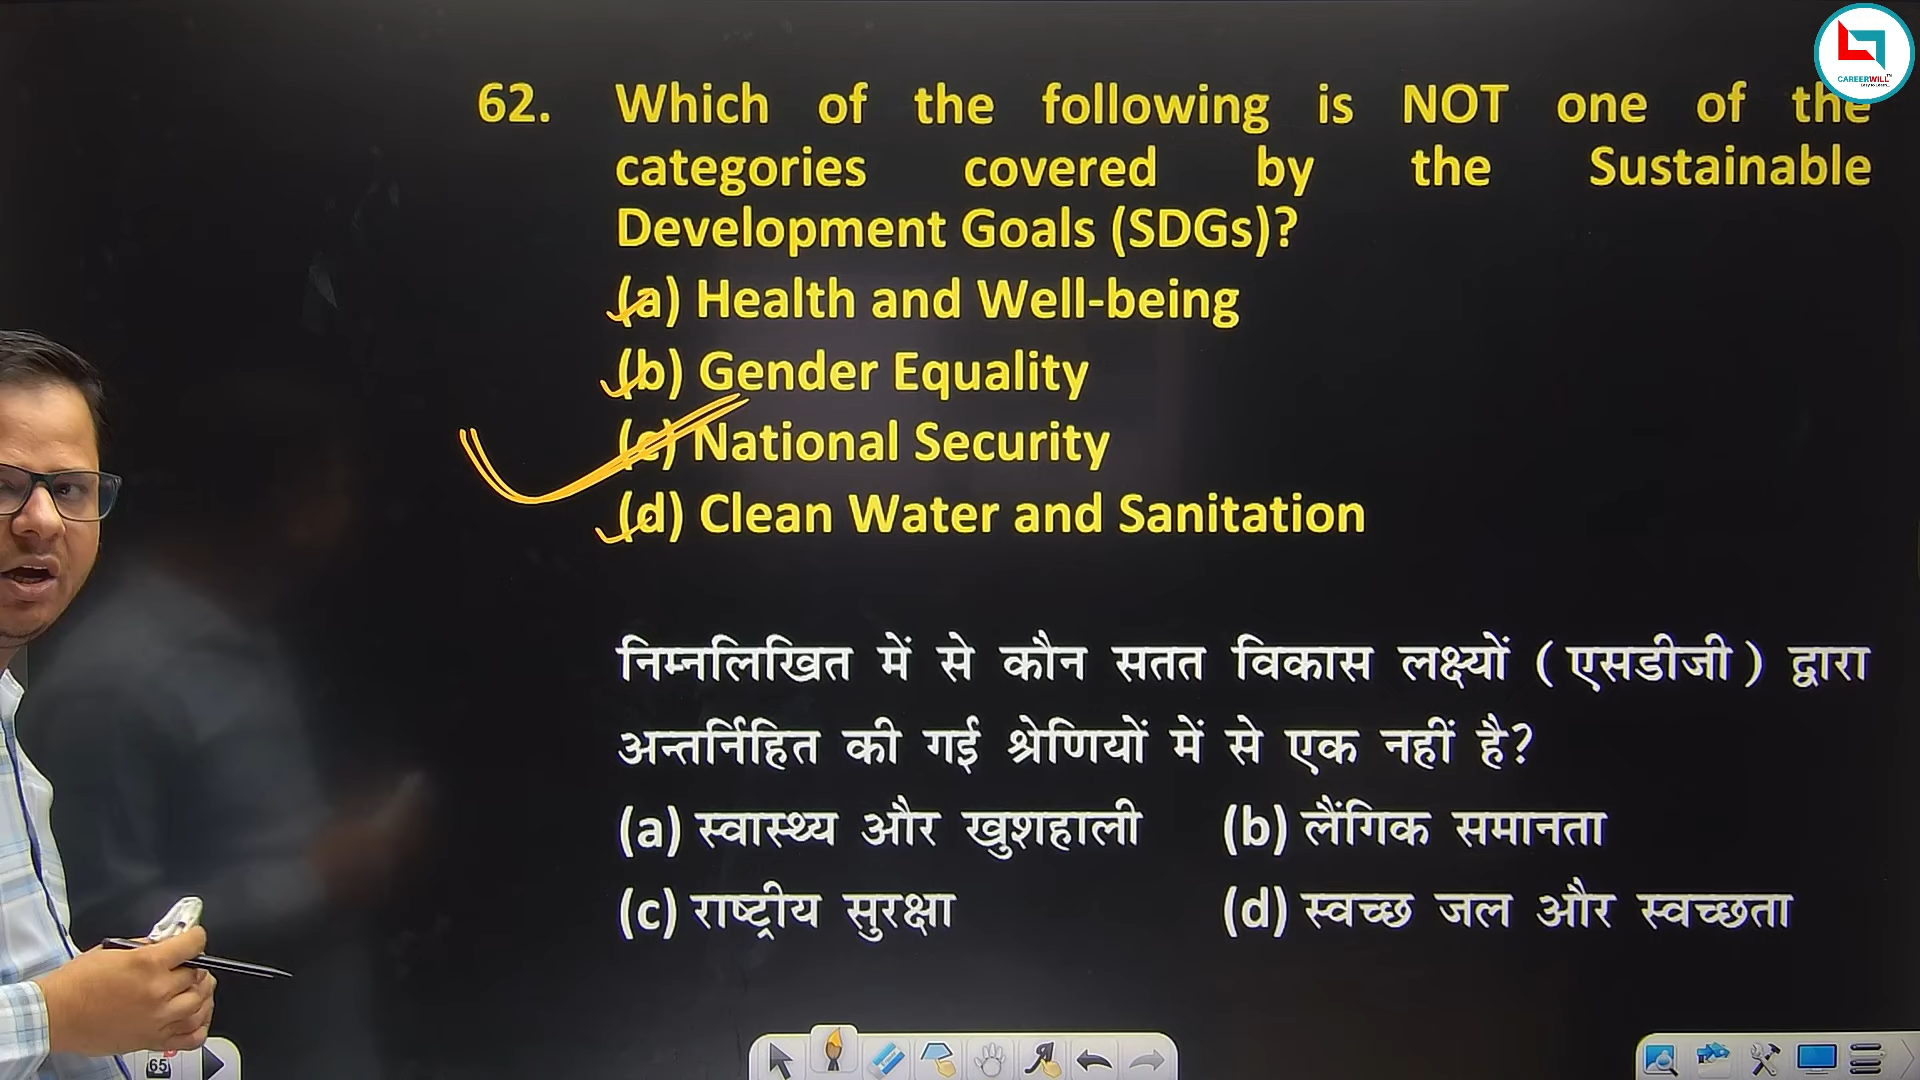 CAREERWILL
62. Which of the following is NOT one of the
categories covered by the Sustainable
Development Goals (SDGs)?
(a) Health and Well-being
(b) Gender Equality
(c) National Security
(d) Clean Water and Sanitation
निम्नलिखित में से कौन सतत विकास लक्ष्यों (एसडीजी) द्वारा
अन्तर्निहित की गई श्रेणियों में से एक नहीं है?
(a) स्वास्थ्य और खुशहाली (b) लैंगिक समानता
(c) राष्ट्रीय सुरक्षा (d) स्वच्छ जल और स्वच्छता
65